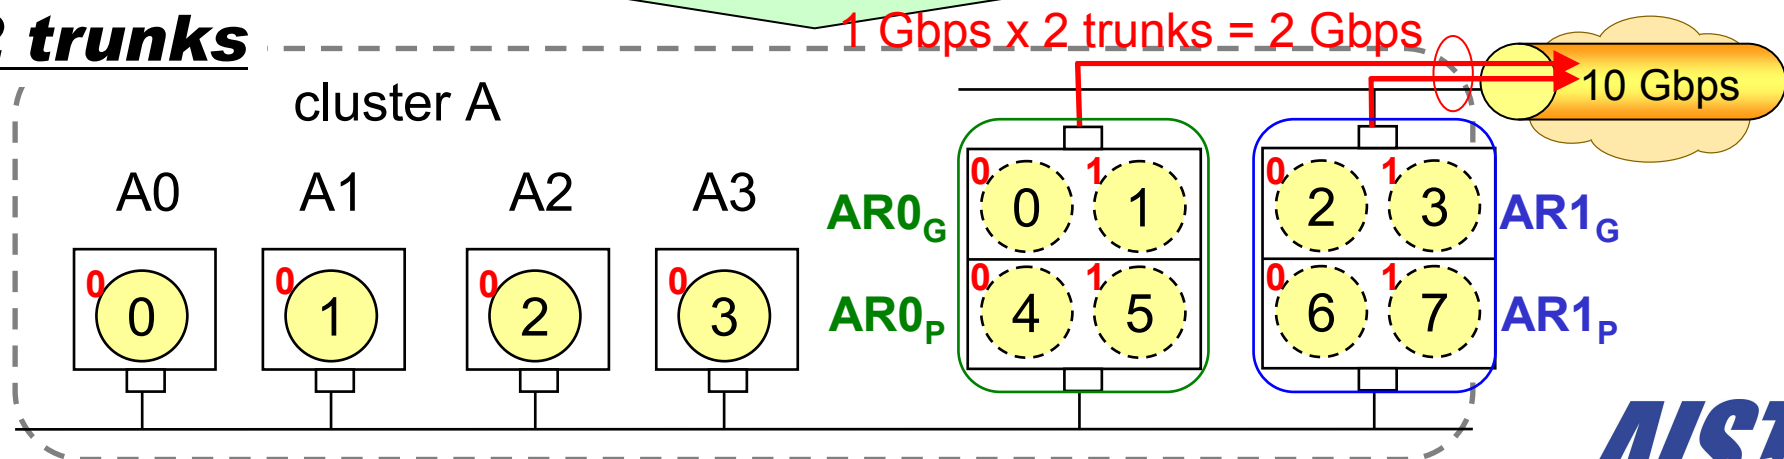 2 trunks
1 Gbps x 2 trunks = 2 Gbps
10 Gbps
cluster A
A0 A1 A2 A3
0 1 0 1
AR0G 0 1 2 3 AR1G
0 0 0 0 0 1 0 1
0 1 2 3 AR0P 4 5 6 7 AR1P
AIST